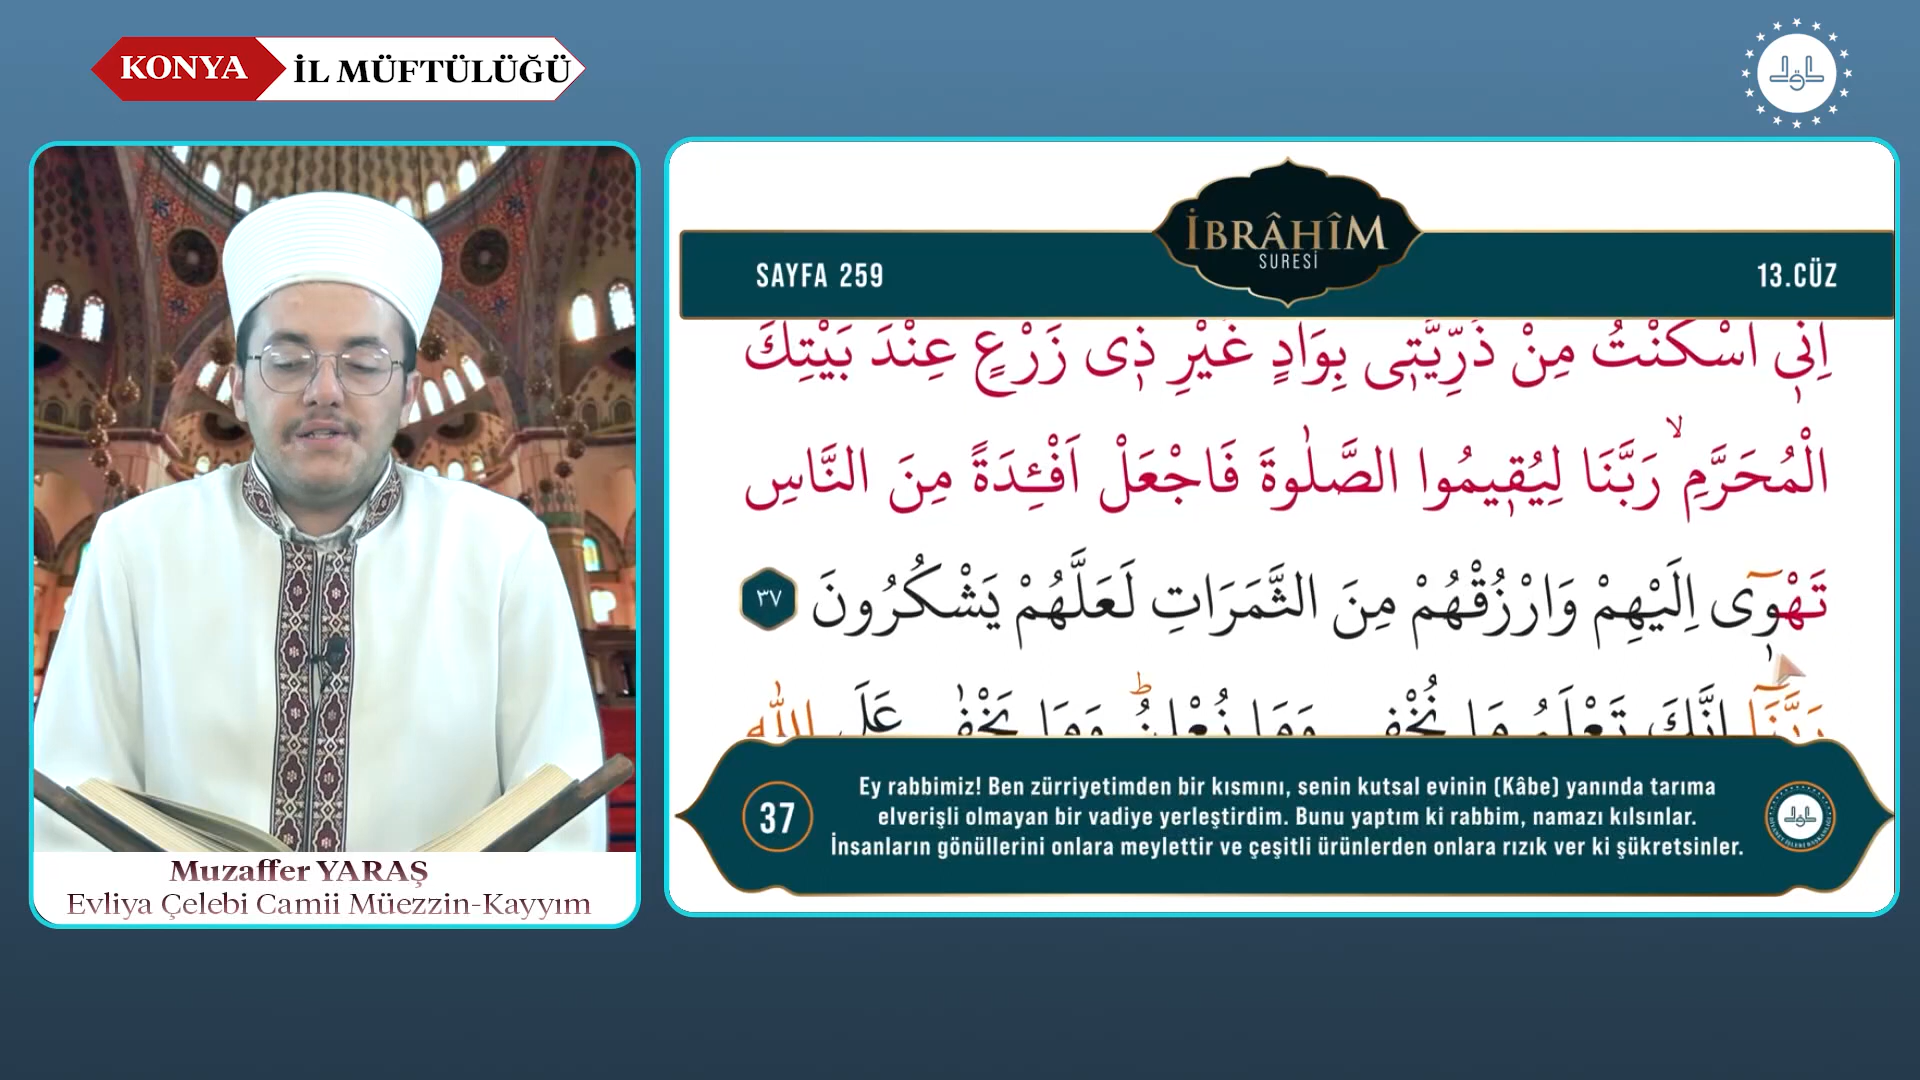 KONYA İL MÜFTÜLÜĞÜ
İBRÂHÎM
SURESİ
SAYFA 259
13.CÜZ
اِنّٖٓي اَسْكَنْتُ مِنْ ذُرِّيَّتٖي بِوَادٍ غَيْرِ ذٖي زَرْعٍ عِنْدَ بَيْتِكَ
الْمُحَرَّمِۙ رَبَّنَا لِيُقٖيمُوا الصَّلٰوةَ فَاجْعَلْ اَفْـِٔدَةً مِنَ النَّاسِ
تَهْوٖٓي اِلَيْهِمْ وَارْزُقْهُمْ مِنَ الثَّمَرَاتِ لَعَلَّهُمْ يَشْكُرُونَ ٣٧
رَبَّنَٓا اِنَّكَ تَعْلَمُ مَا نُخْفٖي وَمَا نُعْلِنُۜ وَمَا يَخْفٰى عَلَى اللّٰهِ
37
Ey rabbimiz! Ben zürriyetimden bir kısmını, senin kutsal evinin (Kâbe) yanında tarıma
elverişli olmayan bir vadiye yerleştirdim. Bunu yaptım ki rabbim, namazı kılsınlar.
İnsanların gönüllerini onlara meylettir ve çeşitli ürünlerden onlara rızık ver ki şükretsinler.
Muzaffer YARAŞ
Evliya Çelebi Camii Müezzin-Kayyım